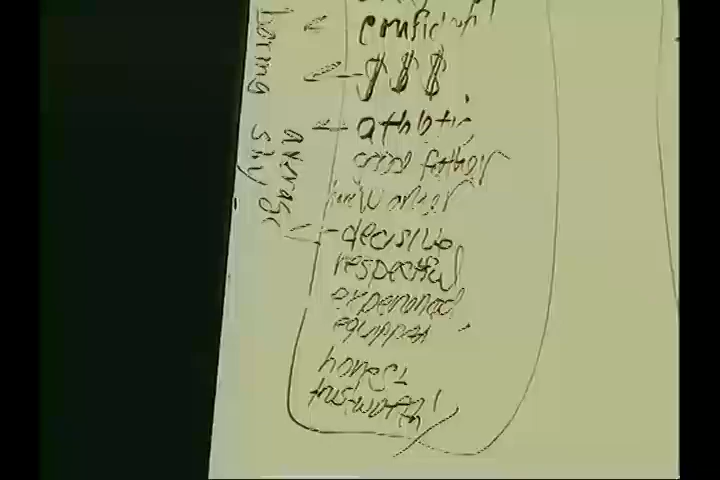 confident
$$$
athletic
good father
hard worker
decisive
respectful
experienced
equipped
honest
trustworthy
boring
shy
average